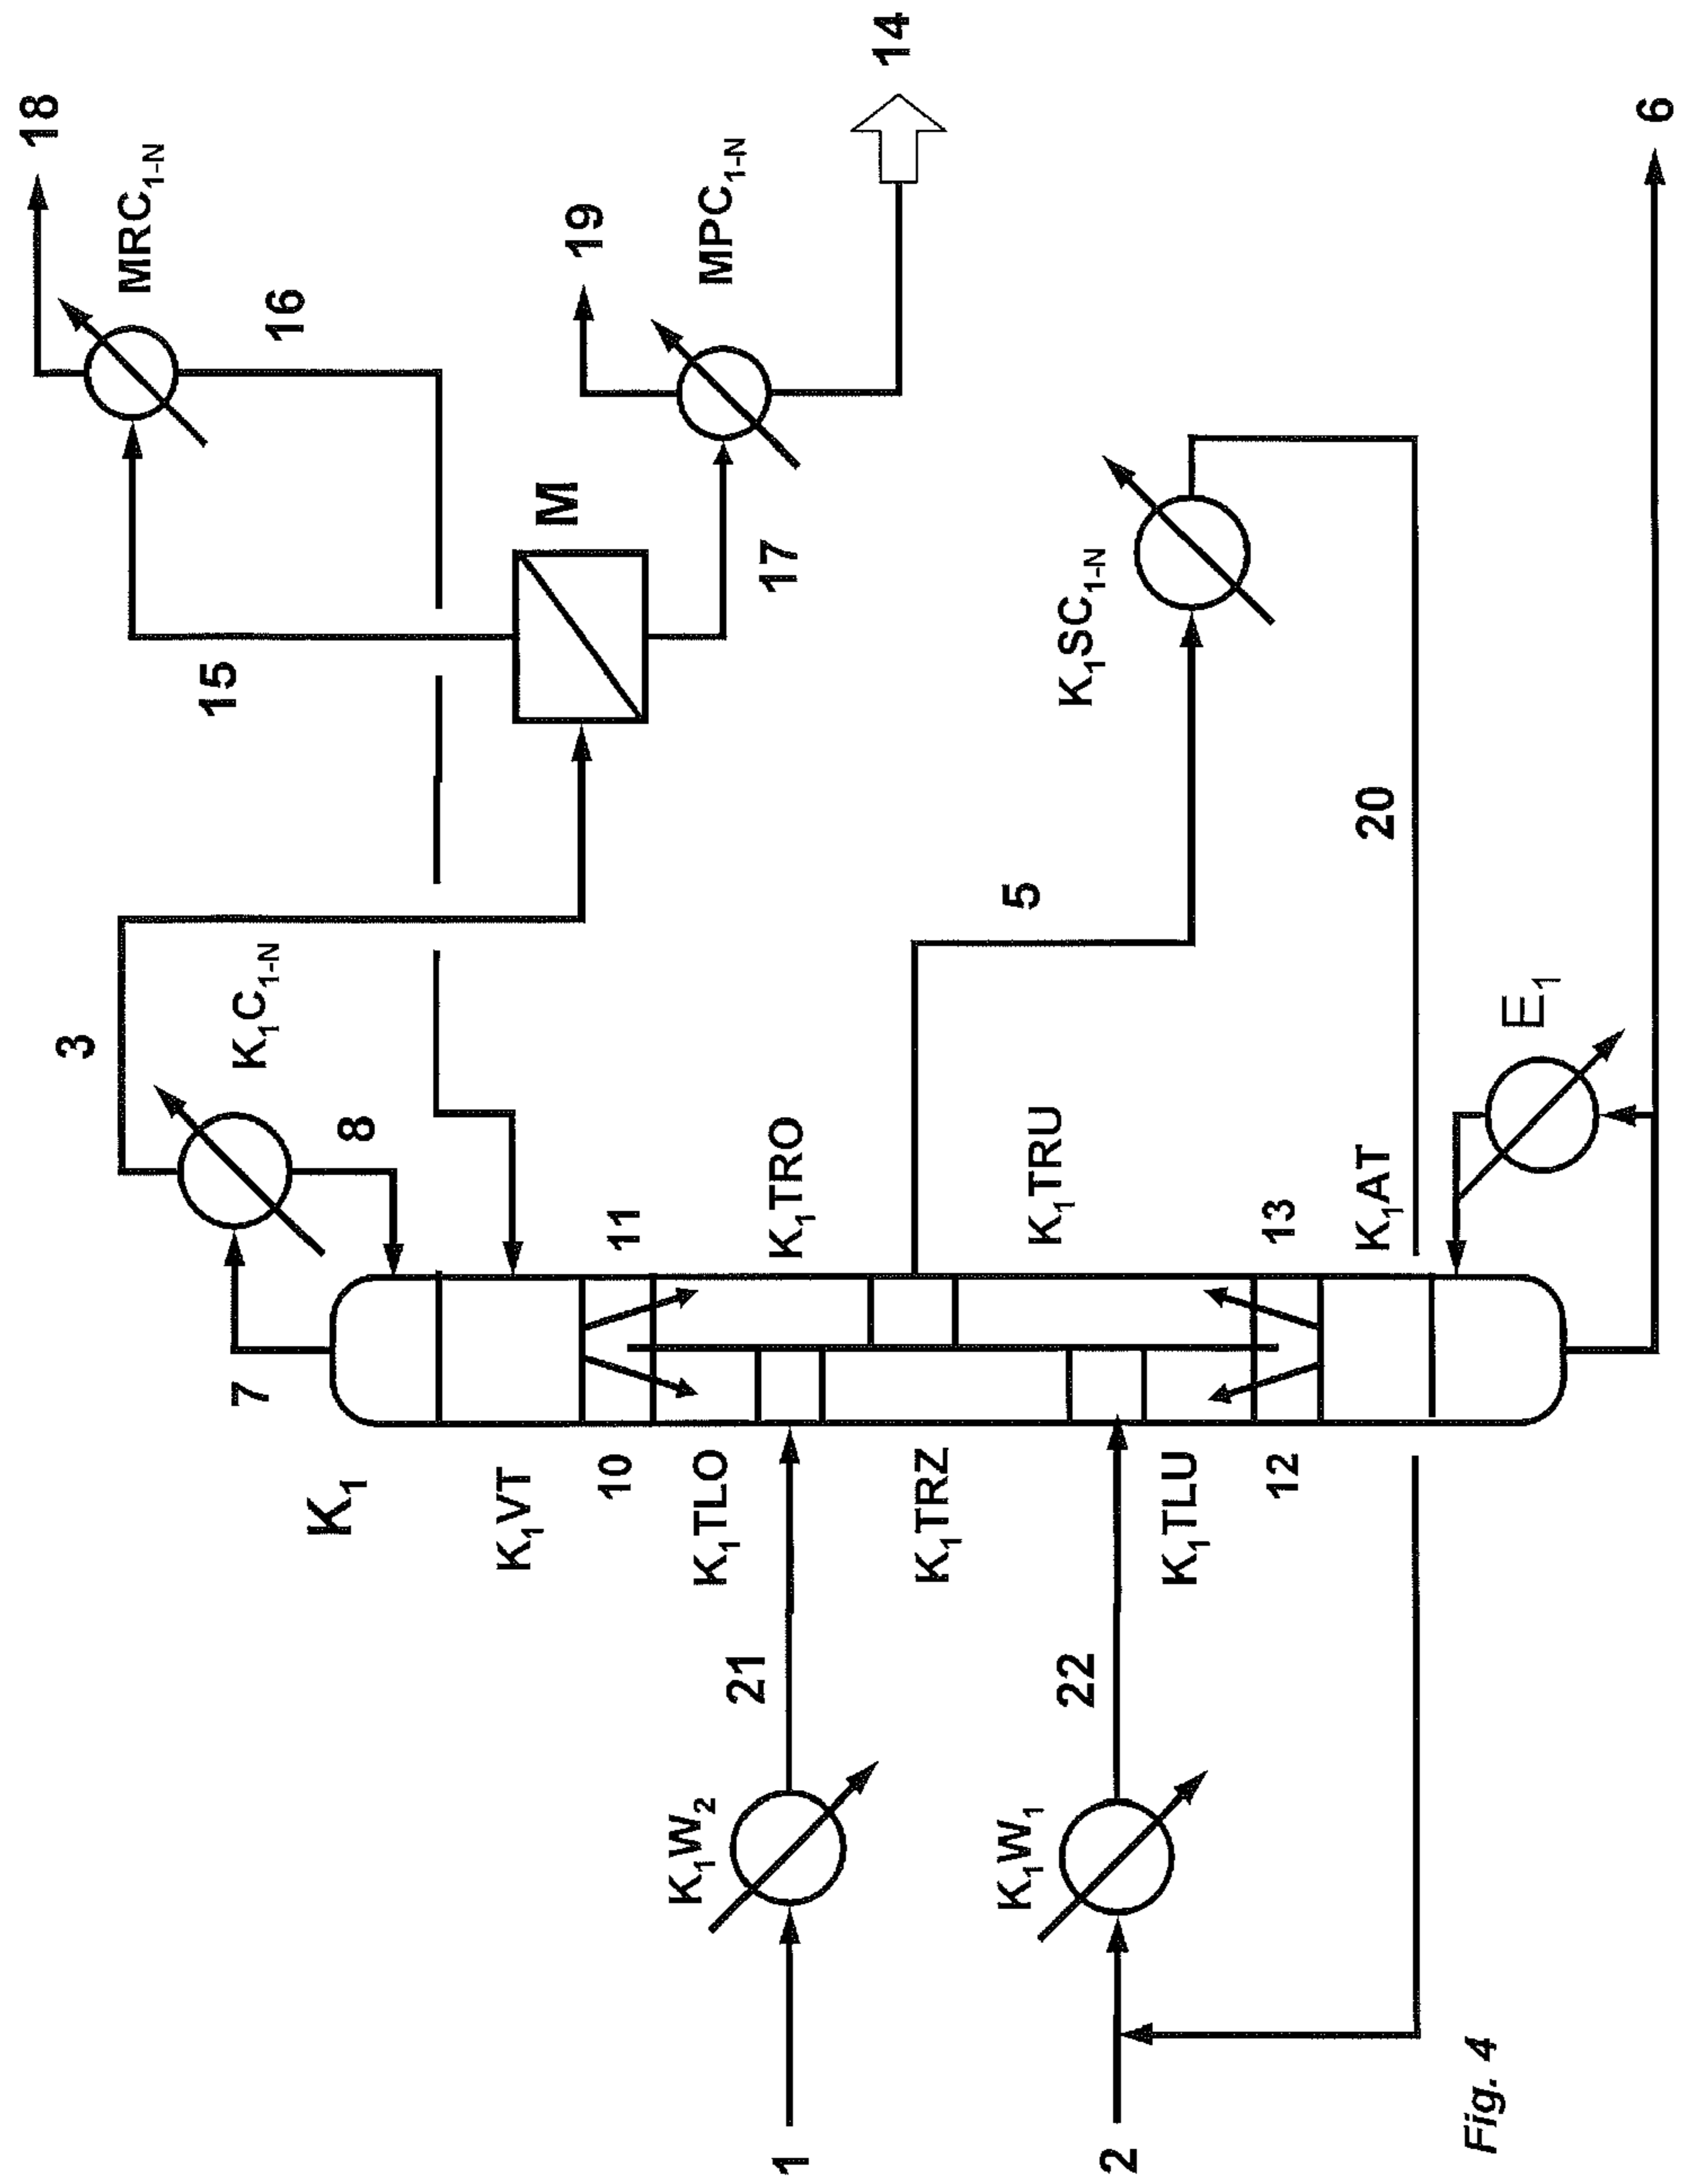 18
MRC₁₋N
16
15
19
MPC₁₋N
14
M
17
3
K₁C₁₋N
8
7
K₁
K₁VT
10
11
K₁TLO
K₁TRO
K₁TRZ
K₁TLU
K₁TRU
12
13
K₁AT
5
K₁SC₁₋N
20
E₁
6
1
K₁W₂
21
2
K₁W₁
22
Fig. 4